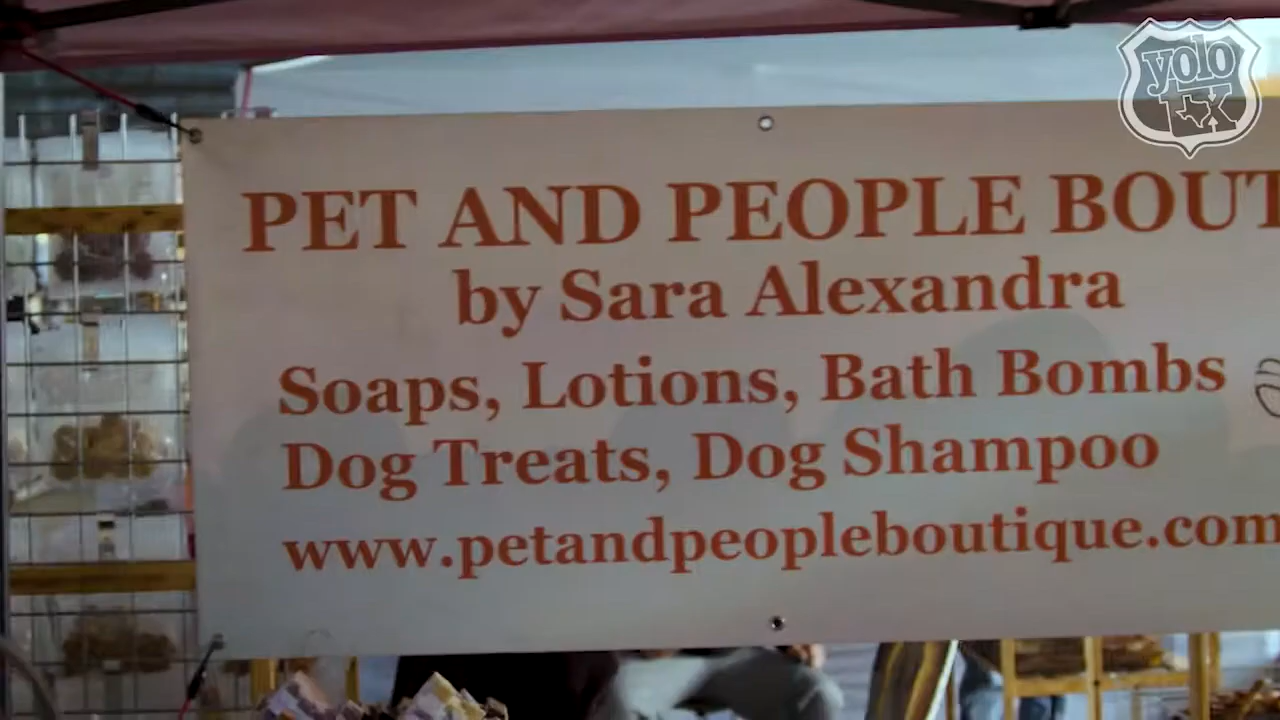 yolo
tx
PET AND PEOPLE BOUT
by Sara Alexandra
Soaps, Lotions, Bath Bombs
Dog Treats, Dog Shampoo
www.petandpeopleboutique.com